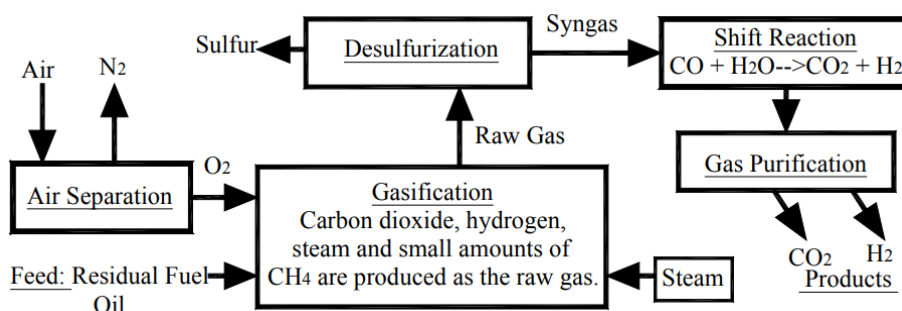 Sulfur
Desulfurization
Syngas
Shift Reaction
CO + H2O-->CO2 + H2
Air
N2
Raw Gas
Gas Purification
O2
Air Separation
Gasification
Carbon dioxide, hydrogen,
steam and small amounts of
CH4 are produced as the raw gas.
Feed: Residual Fuel
Oil
Steam
CO2
H2
Products